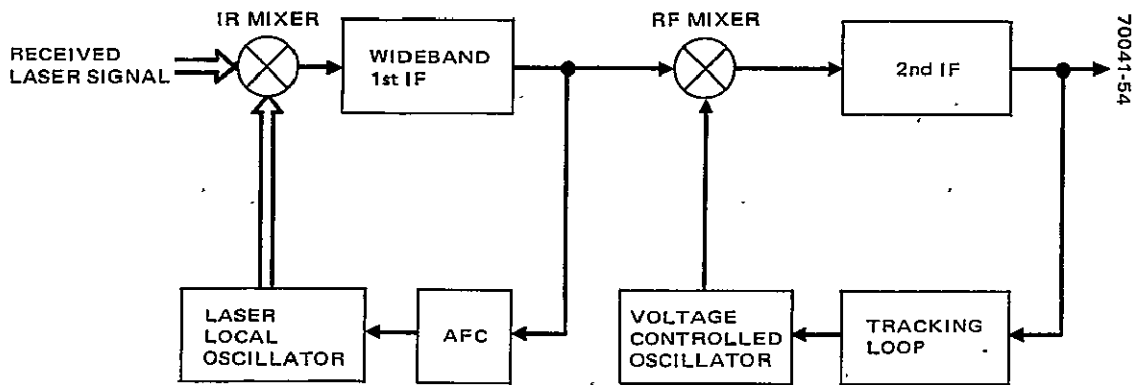 IR MIXER
RF MIXER
RECEIVED
LASER SIGNAL
WIDEBAND
1st IF
2nd IF
70041-54
LASER
LOCAL
OSCILLATOR
AFC
VOLTAGE
CONTROLLED
OSCILLATOR
TRACKING
LOOP